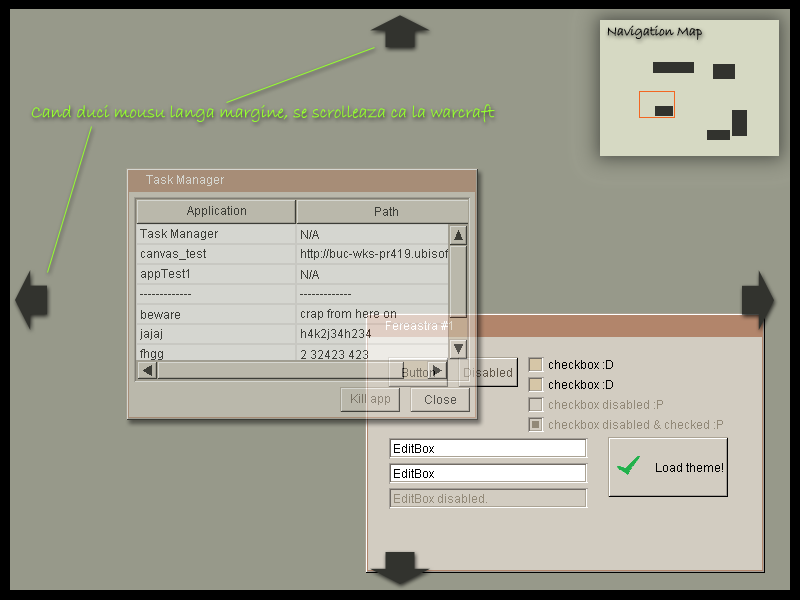 Navigation Map
Cand duci mousu langa margine, se scrolleaza ca la warcraft
Task Manager
Application Path
Task Manager N/A
canvas_test http://buc-wks-pr419.ubisof
appTest1 N/A
------------- -------------
beware crap from here on
jajaj h4k2j34h234
fhgg 2 32423 423
Kill app Close
Fereastra #1
Button Disabled
checkbox :D
checkbox :D
checkbox disabled :P
checkbox disabled & checked :P
EditBox
EditBox
EditBox disabled.
Load theme!